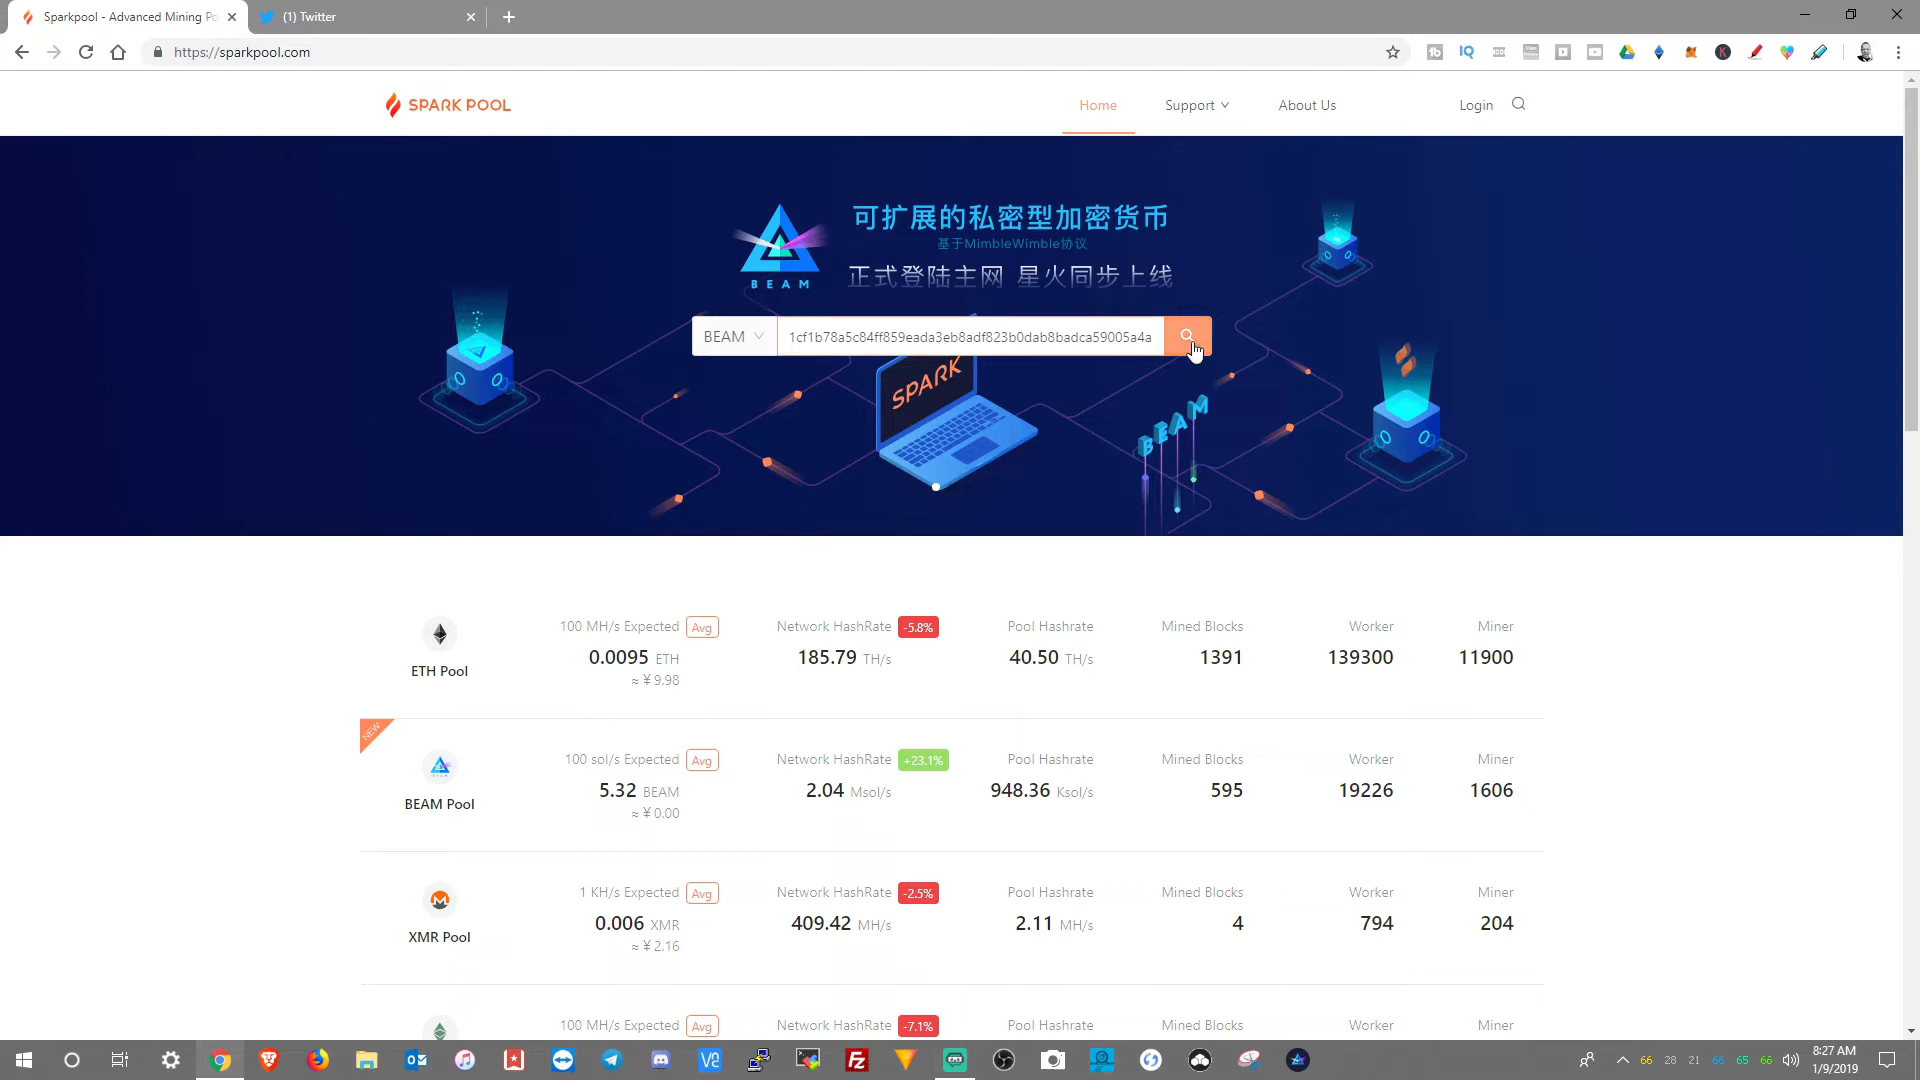 Sparkpool - Advanced Mining Po
(1) Twitter
https://sparkpool.com
SPARK POOL
Home
Support
About Us
Login
可扩展的私密型加密货币
基于MimbleWimble协议
正式登陆主网 星火同步上线
BEAM
BEAM
1cf1b78a5c84ff859eada3eb8adf823b0dab8badca59005a4a
SPARK
BEAM
100 MH/s Expected Avg
Network HashRate -5.8%
Pool Hashrate
Mined Blocks
Worker
Miner
ETH Pool
0.0095 ETH
≈ ¥ 9.98
185.79 TH/s
40.50 TH/s
1391
139300
11900
NEW
100 sol/s Expected Avg
Network HashRate +23.1%
Pool Hashrate
Mined Blocks
Worker
Miner
BEAM Pool
5.32 BEAM
≈ ¥ 0.00
2.04 Msol/s
948.36 Ksol/s
595
19226
1606
1 KH/s Expected Avg
Network HashRate -2.5%
Pool Hashrate
Mined Blocks
Worker
Miner
XMR Pool
0.006 XMR
≈ ¥ 2.16
409.42 MH/s
2.11 MH/s
4
794
204
100 MH/s Expected Avg
Network HashRate -7.1%
Pool Hashrate
Mined Blocks
Worker
Miner
66 28 21 66 65 66
8:27 AM
1/9/2019